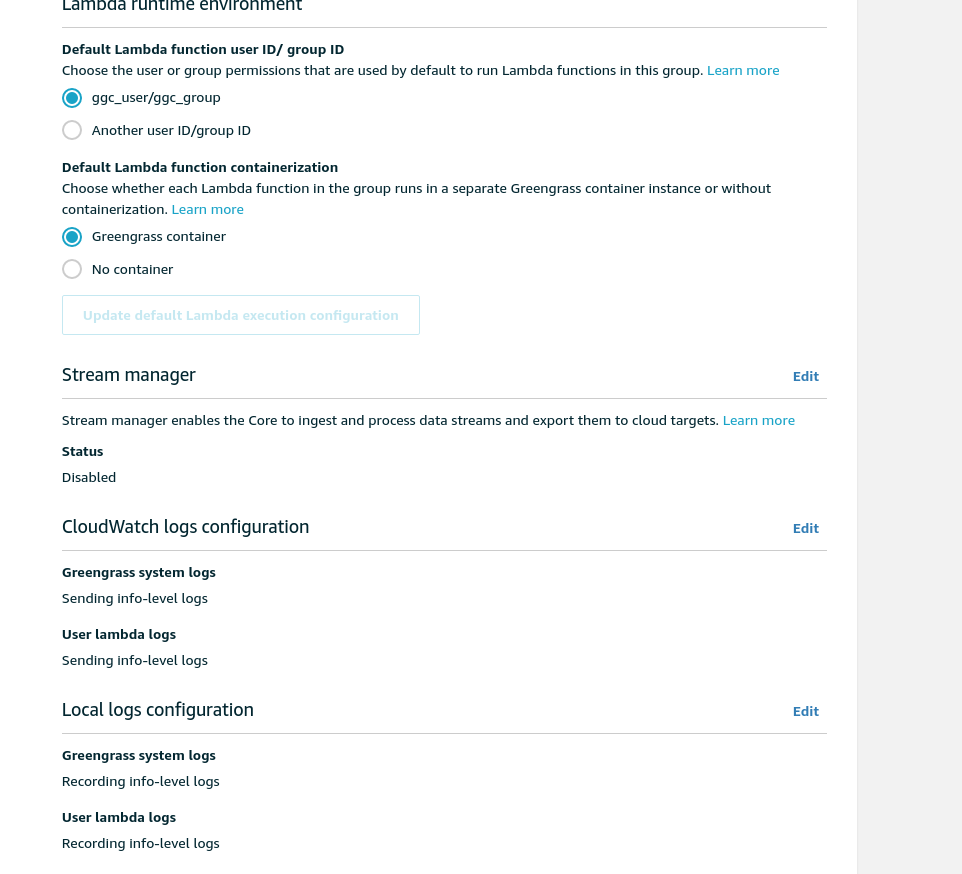 Lambda runtime environment
Default Lambda function user ID/ group ID
Choose the user or group permissions that are used by default to run Lambda functions in this group. Learn more
ggc_user/ggc_group
Another user ID/group ID
Default Lambda function containerization
Choose whether each Lambda function in the group runs in a separate Greengrass container instance or without
containerization. Learn more
Greengrass container
No container
Update default Lambda execution configuration
Stream manager
Edit
Stream manager enables the Core to ingest and process data streams and export them to cloud targets. Learn more
Status
Disabled
CloudWatch logs configuration
Edit
Greengrass system logs
Sending info-level logs
User lambda logs
Sending info-level logs
Local logs configuration
Edit
Greengrass system logs
Recording info-level logs
User lambda logs
Recording info-level logs